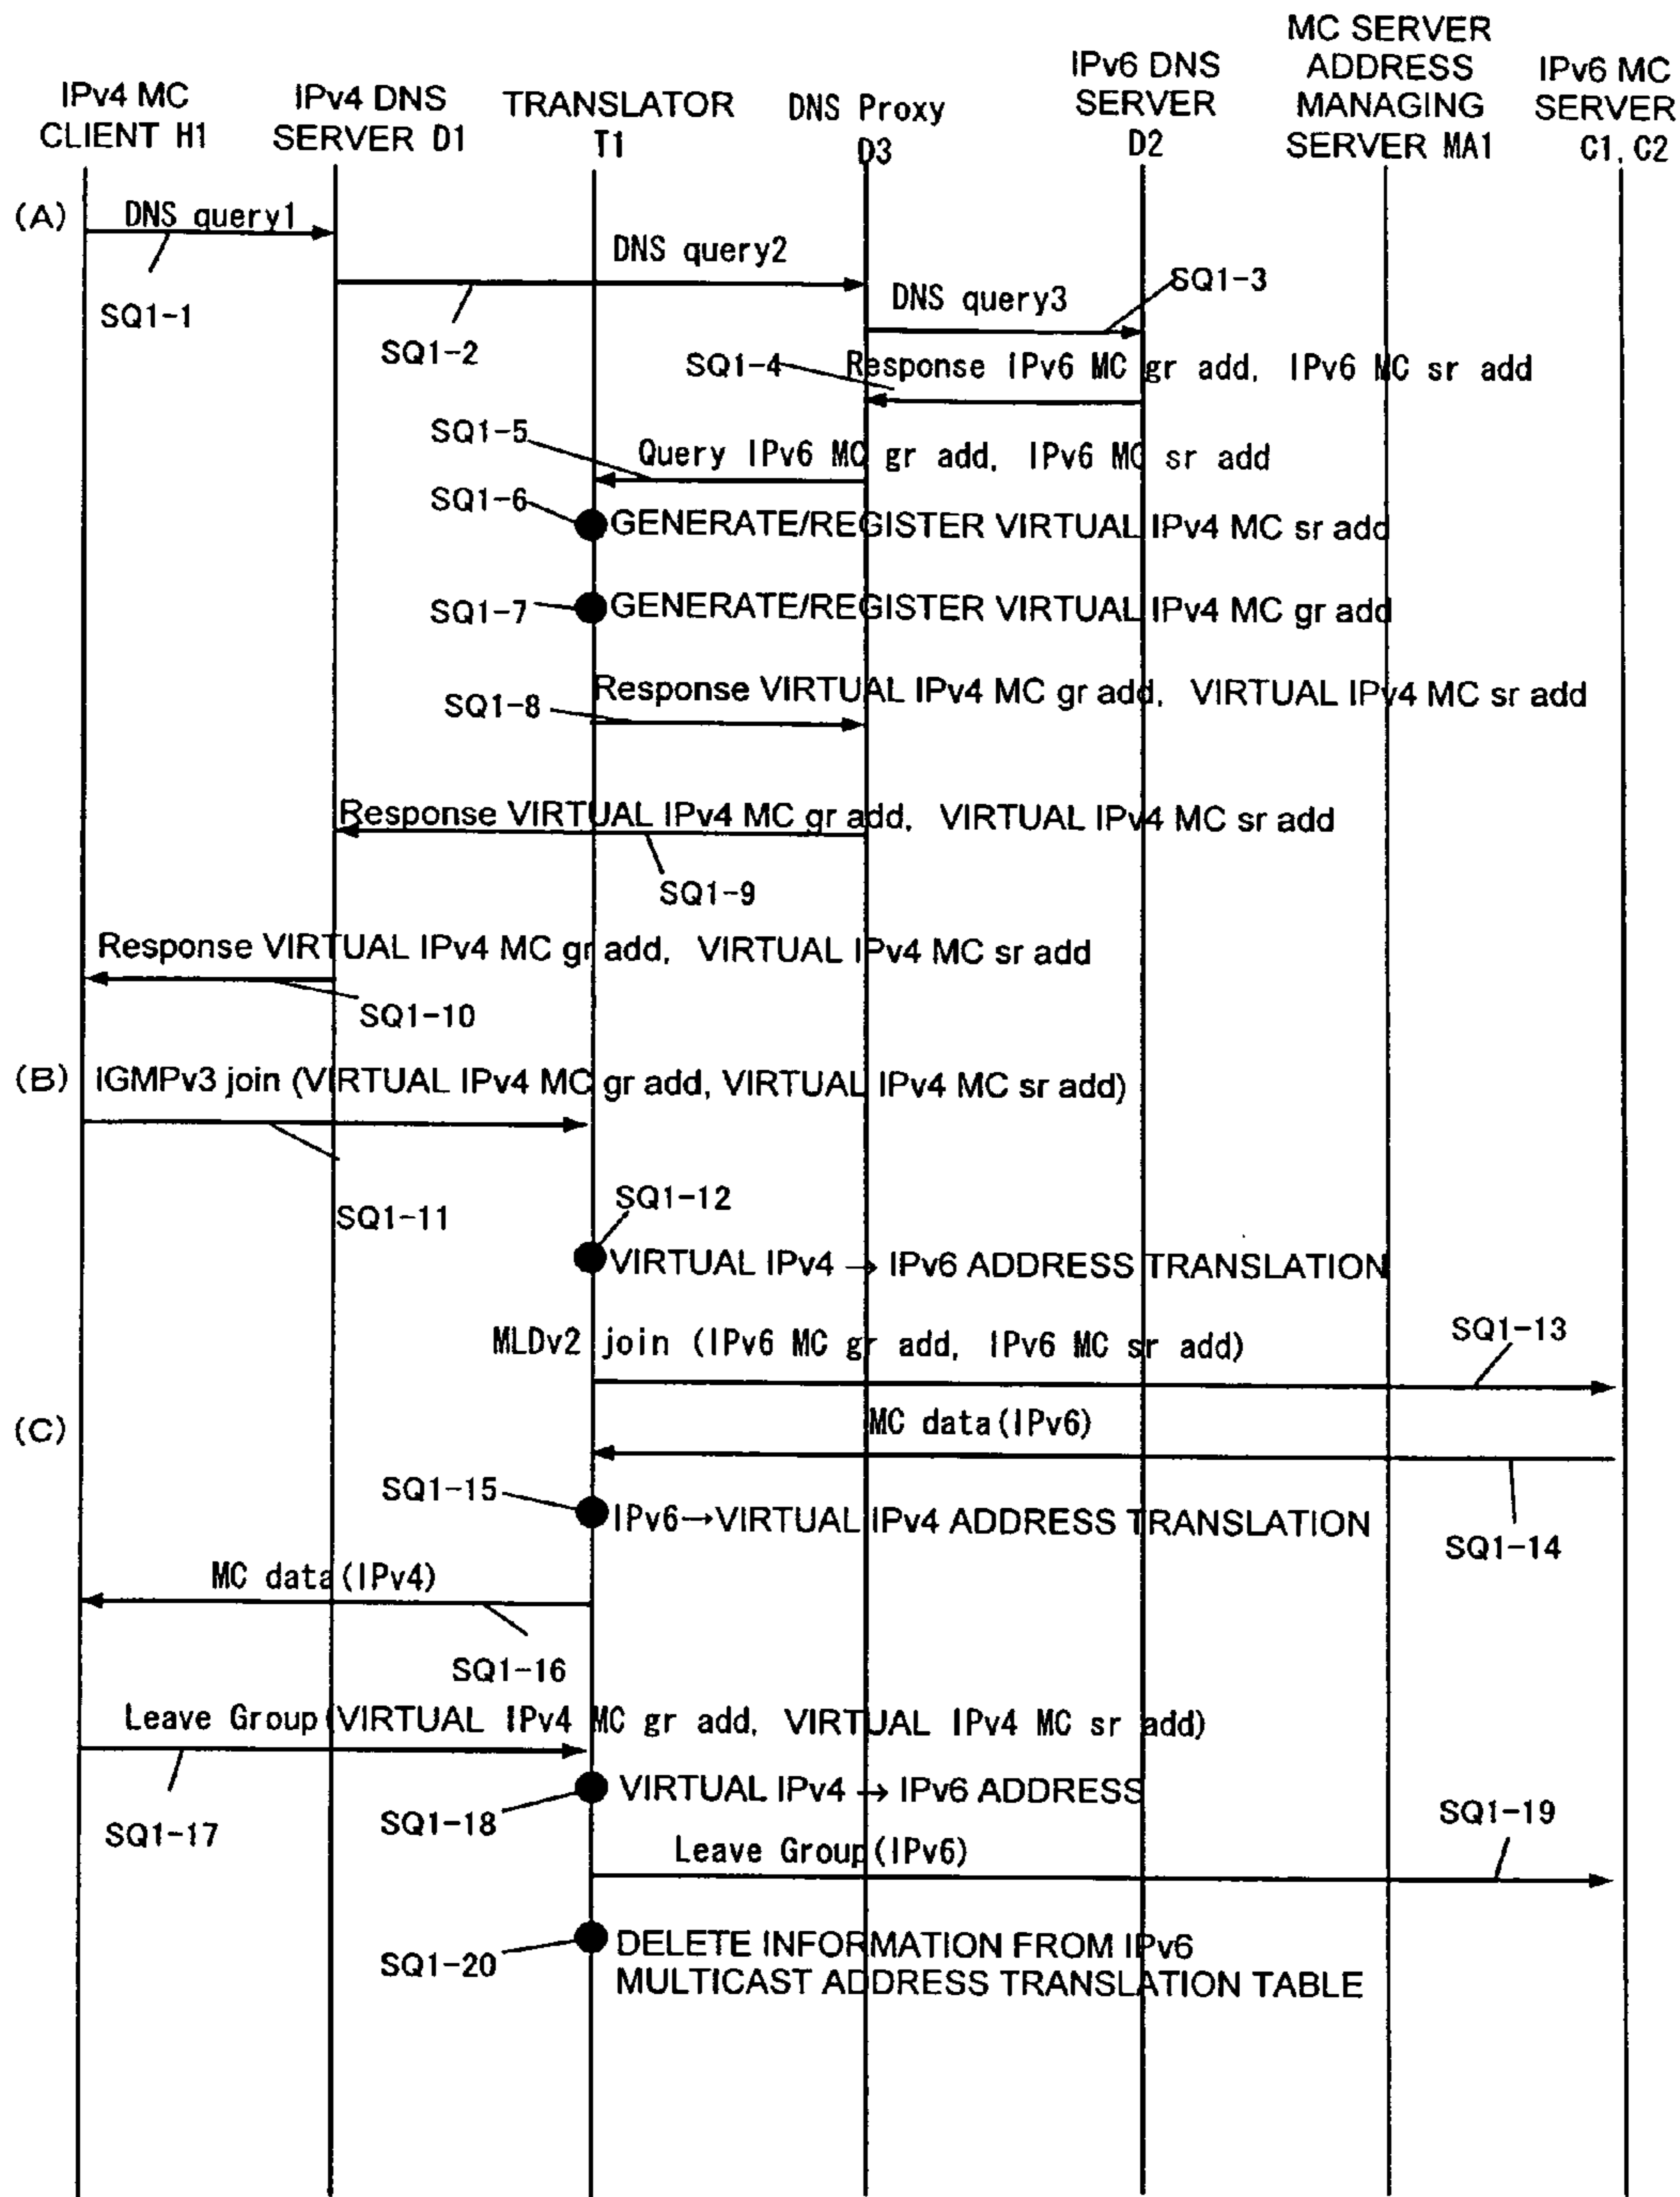 IPv4 MC
CLIENT H1
IPv4 DNS
SERVER D1
TRANSLATOR
T1
DNS Proxy
D3
IPv6 DNS
SERVER
D2
MC SERVER
ADDRESS
MANAGING
SERVER MA1
IPv6 MC
SERVER
C1, C2
(A)
DNS query1
SQ1-1
DNS query2
SQ1-2
DNS query3
SQ1-3
SQ1-4
Response IPv6 MC gr add, IPv6 MC sr add
SQ1-5
Query IPv6 MC gr add, IPv6 MC sr add
SQ1-6
GENERATE/REGISTER VIRTUAL IPv4 MC sr add
SQ1-7
GENERATE/REGISTER VIRTUAL IPv4 MC gr add
SQ1-8
Response VIRTUAL IPv4 MC gr add, VIRTUAL IPv4 MC sr add
Response VIRTUAL IPv4 MC gr add, VIRTUAL IPv4 MC sr add
SQ1-9
Response VIRTUAL IPv4 MC gr add, VIRTUAL IPv4 MC sr add
SQ1-10
(B)
IGMPv3 join (VIRTUAL IPv4 MC gr add, VIRTUAL IPv4 MC sr add)
SQ1-11
SQ1-12
VIRTUAL IPv4 → IPv6 ADDRESS TRANSLATION
MLDv2 join (IPv6 MC gr add, IPv6 MC sr add)
SQ1-13
(C)
MC data(IPv6)
SQ1-14
SQ1-15
IPv6→VIRTUAL IPv4 ADDRESS TRANSLATION
MC data(IPv4)
SQ1-16
Leave Group(VIRTUAL IPv4 MC gr add, VIRTUAL IPv4 MC sr add)
SQ1-17
SQ1-18
VIRTUAL IPv4 → IPv6 ADDRESS
SQ1-19
Leave Group(IPv6)
SQ1-20
DELETE INFORMATION FROM IPv6
MULTICAST ADDRESS TRANSLATION TABLE